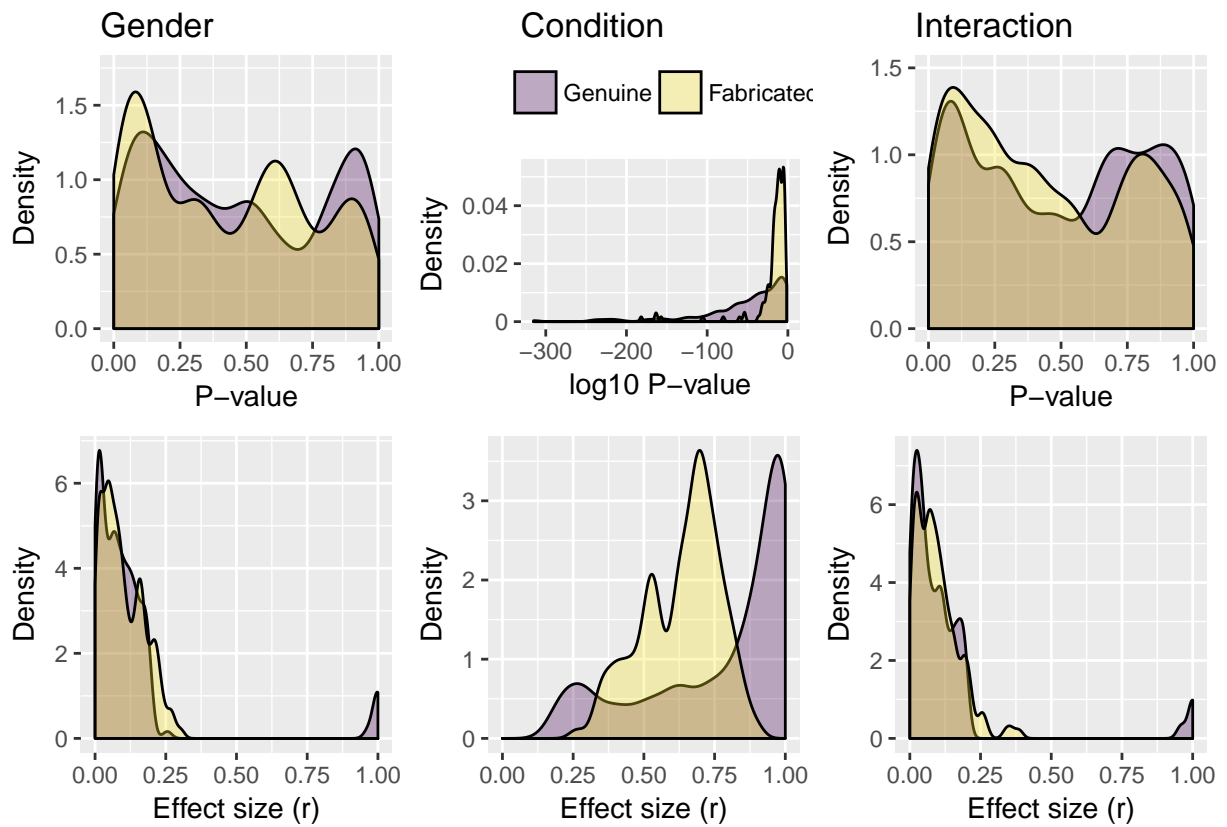 Gender
Condition
Interaction
Genuine
Fabricated
Density
0.0
0.5
1.0
1.5
0.00 0.25 0.50 0.75 1.00
P−value
Density
0
0.02
0.04
−300 −200 −100 0
log10 P−value
Density
0.0
0.5
1.0
1.5
0.00 0.25 0.50 0.75 1.00
P−value
Density
0
2
4
6
0.00 0.25 0.50 0.75 1.00
Effect size (r)
Density
0
1
2
3
0.00 0.25 0.50 0.75 1.00
Effect size (r)
Density
0
2
4
6
0.00 0.25 0.50 0.75 1.00
Effect size (r)